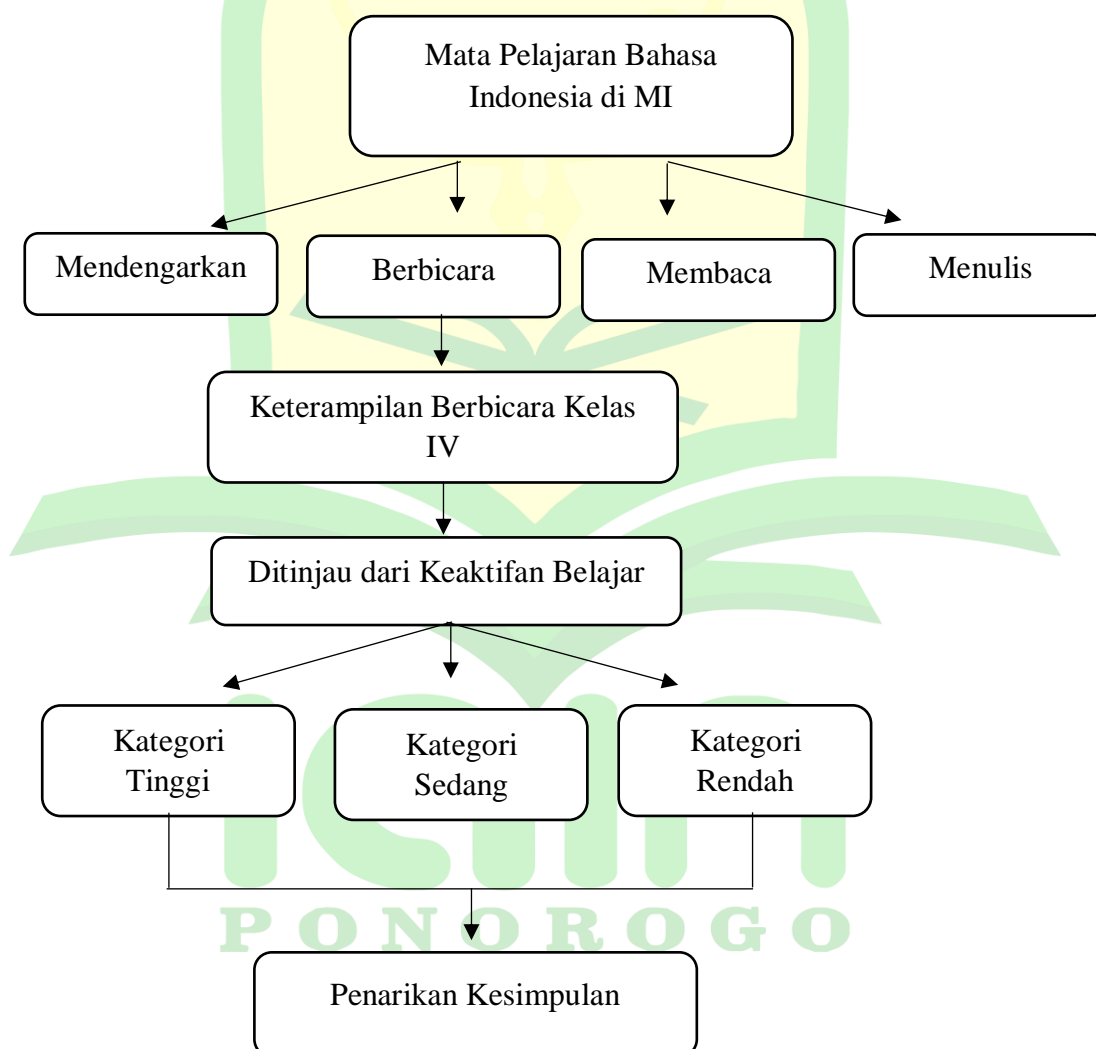 Mata Pelajaran Bahasa
Indonesia di MI
Mendengarkan
Berbicara
Membaca
Menulis
Keterampilan Berbicara Kelas
IV
Ditinjau dari Keaktifan Belajar
Kategori
Tinggi
Kategori
Sedang
Kategori
Rendah
PONOROGO
Penarikan Kesimpulan